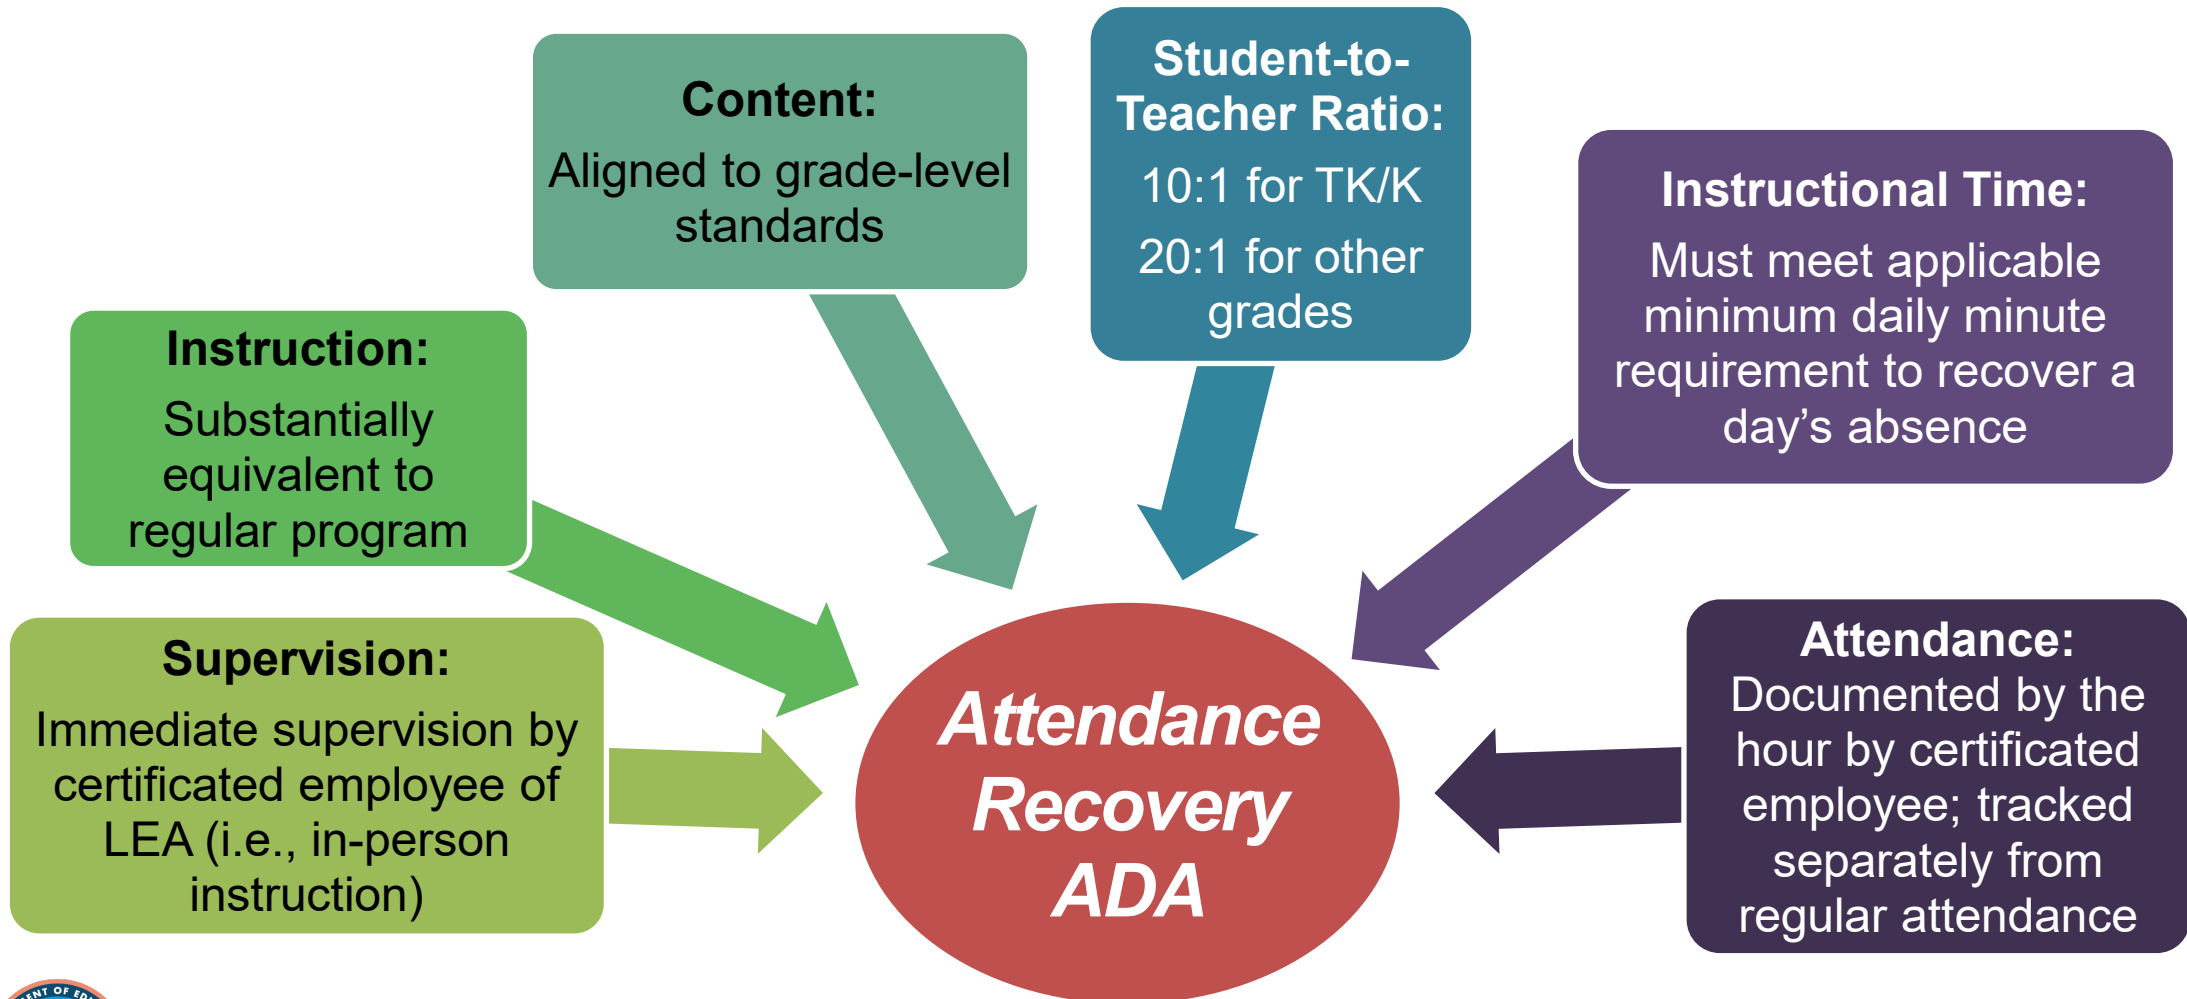 Content:
Aligned to grade-level
standards
Student-to-
Teacher Ratio:
10:1 for TK/K
20:1 for other
grades
Instructional Time:
Must meet applicable
minimum daily minute
requirement to recover a
day’s absence
Instruction:
Substantially
equivalent to
regular program
Supervision:
Immediate supervision by
certificated employee of
LEA (i.e., in-person
instruction)
Attendance:
Documented by the
hour by certificated
employee; tracked
separately from
regular attendance
Attendance
Recovery
ADA
OF